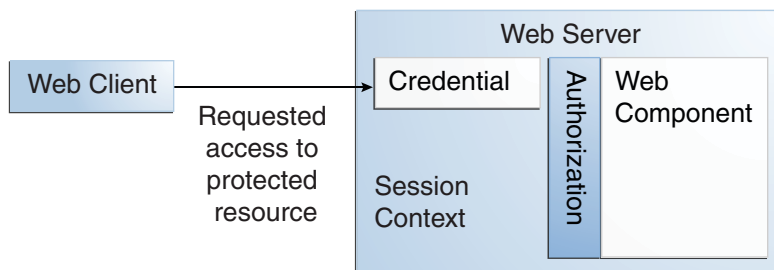 Web Server
Web Client
Credential
Authorization
Web
Component
Requested
access to
protected
resource
Session
Context